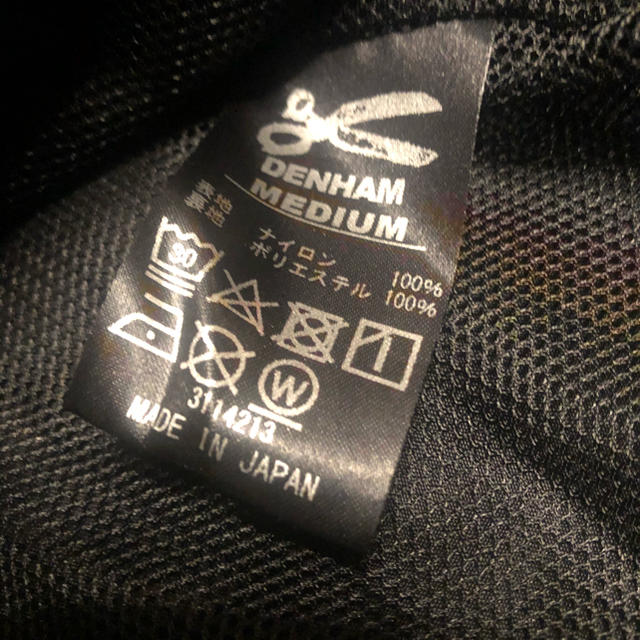 DENHAM
MEDIUM
表地 ナイロン 100%
裏地 ポリエステル 100%
30
W
3114213
MADE IN JAPAN